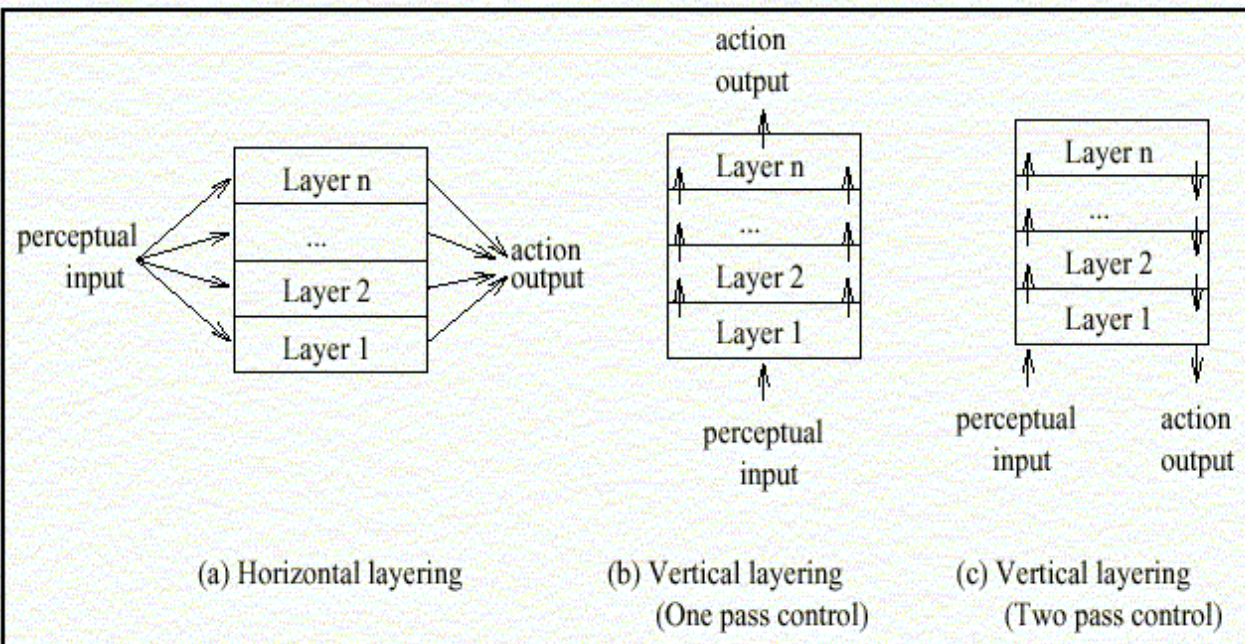 perceptual
input
Layer n
...
Layer 2
Layer 1
action
output
(a) Horizontal layering
action
output
Layer n
...
Layer 2
Layer 1
perceptual
input
(b) Vertical layering
(One pass control)
Layer n
...
Layer 2
Layer 1
perceptual
input
action
output
(c) Vertical layering
(Two pass control)